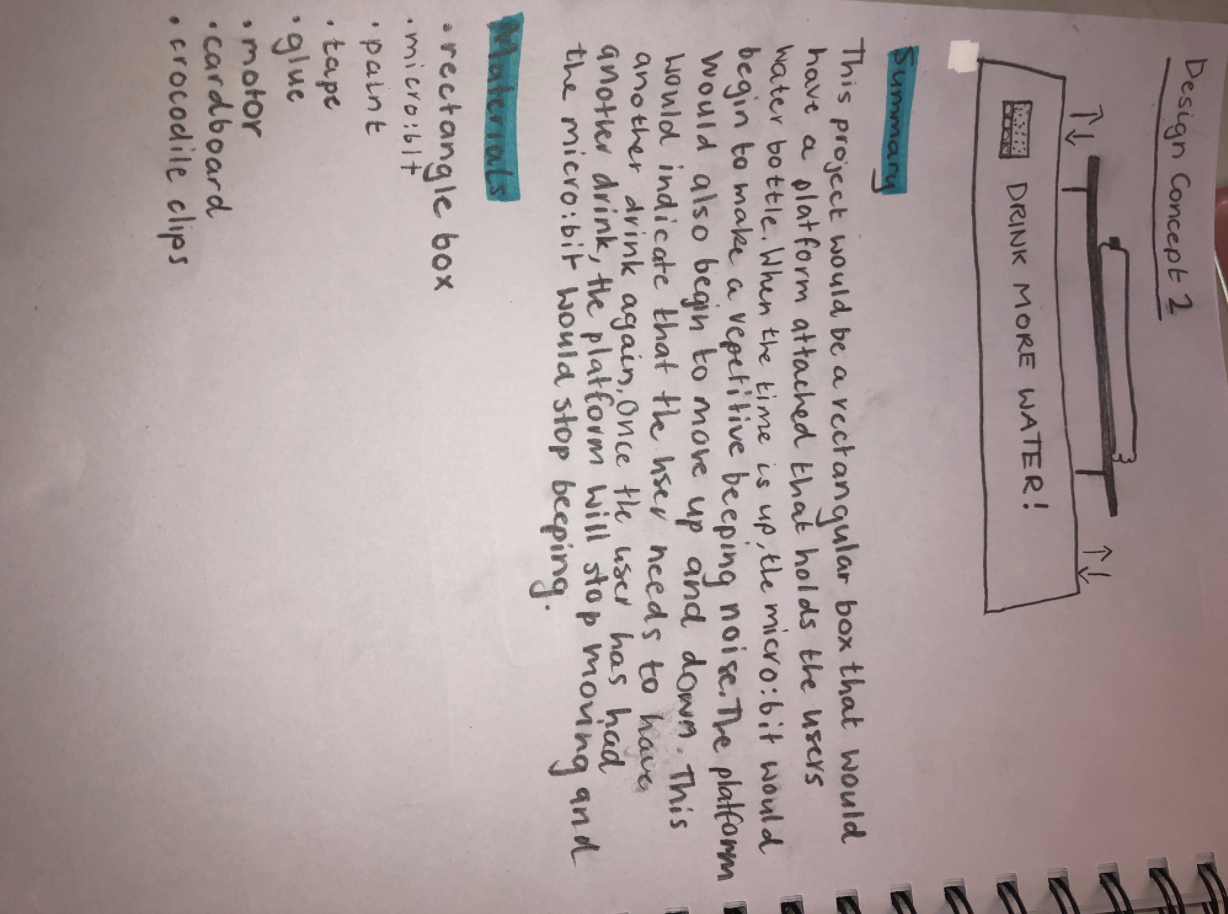 Design Concept 2
DRINK MORE WATER!
Summary
This project would be a rectangular box that would
have a platform attached that holds the users
water bottle. When the time is up, the micro:bit would
begin to make a repetitive beeping noise. The platform
would also begin to move up and down. This
would indicate that the user needs to have
another drink again. Once the user has had
another drink, the platform will stop moving and
the micro:bit would stop beeping.
Materials
• rectangle box
• micro:bit
• paint
• tape
• glue
• motor
• cardboard
• crocodile clips